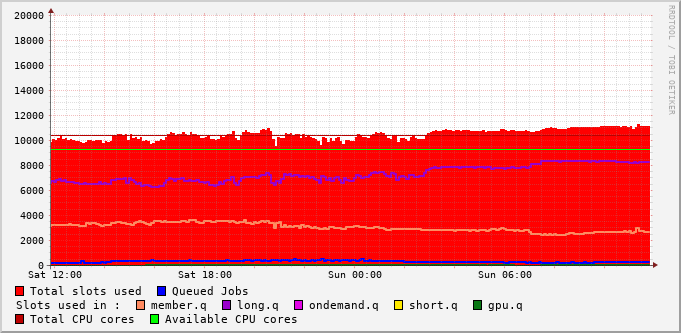 20000
18000
16000
14000
12000
10000
8000
6000
4000
2000
0
Sat 12:00 Sat 18:00 Sun 00:00 Sun 06:00
Total slots used Queued Jobs
Slots used in : member.q long.q ondemand.q short.q gpu.q
Total CPU cores Available CPU cores
RRDTOOL / TOBI OETIKER